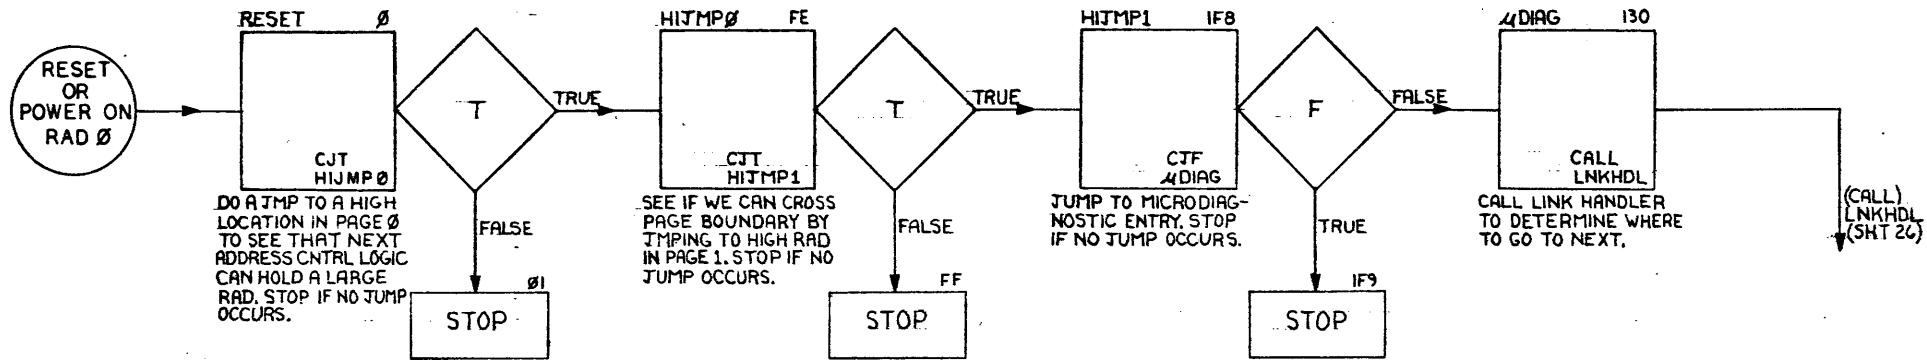 RESET
OR
POWER ON
RAD Ø
RESET Ø
CJT
HIJMPØ
DO A JMP TO A HIGH
LOCATION IN PAGE Ø
TO SEE THAT NEXT
ADDRESS CNTRL LOGIC
CAN HOLD A LARGE
RAD. STOP IF NO JUMP
OCCURS.
T
TRUE
FALSE
Ø1
STOP
HIJMPØ FE
CJT
HIJMP1
SEE IF WE CAN CROSS
PAGE BOUNDARY BY
JMPING TO HIGH RAD
IN PAGE 1. STOP IF NO
JUMP OCCURS.
T
TRUE
FALSE
FF
STOP
HIJMP1 1F8
CJF
μDIAG
JUMP TO MICRODIAG-
NOSTIC ENTRY. STOP
IF NO JUMP OCCURS.
F
FALSE
TRUE
1F9
STOP
μDIAG 130
CALL
LNKHDL
CALL LINK HANDLER
TO DETERMINE WHERE
TO GO TO NEXT.
(CALL)
LNKHDL
(SHT 26)